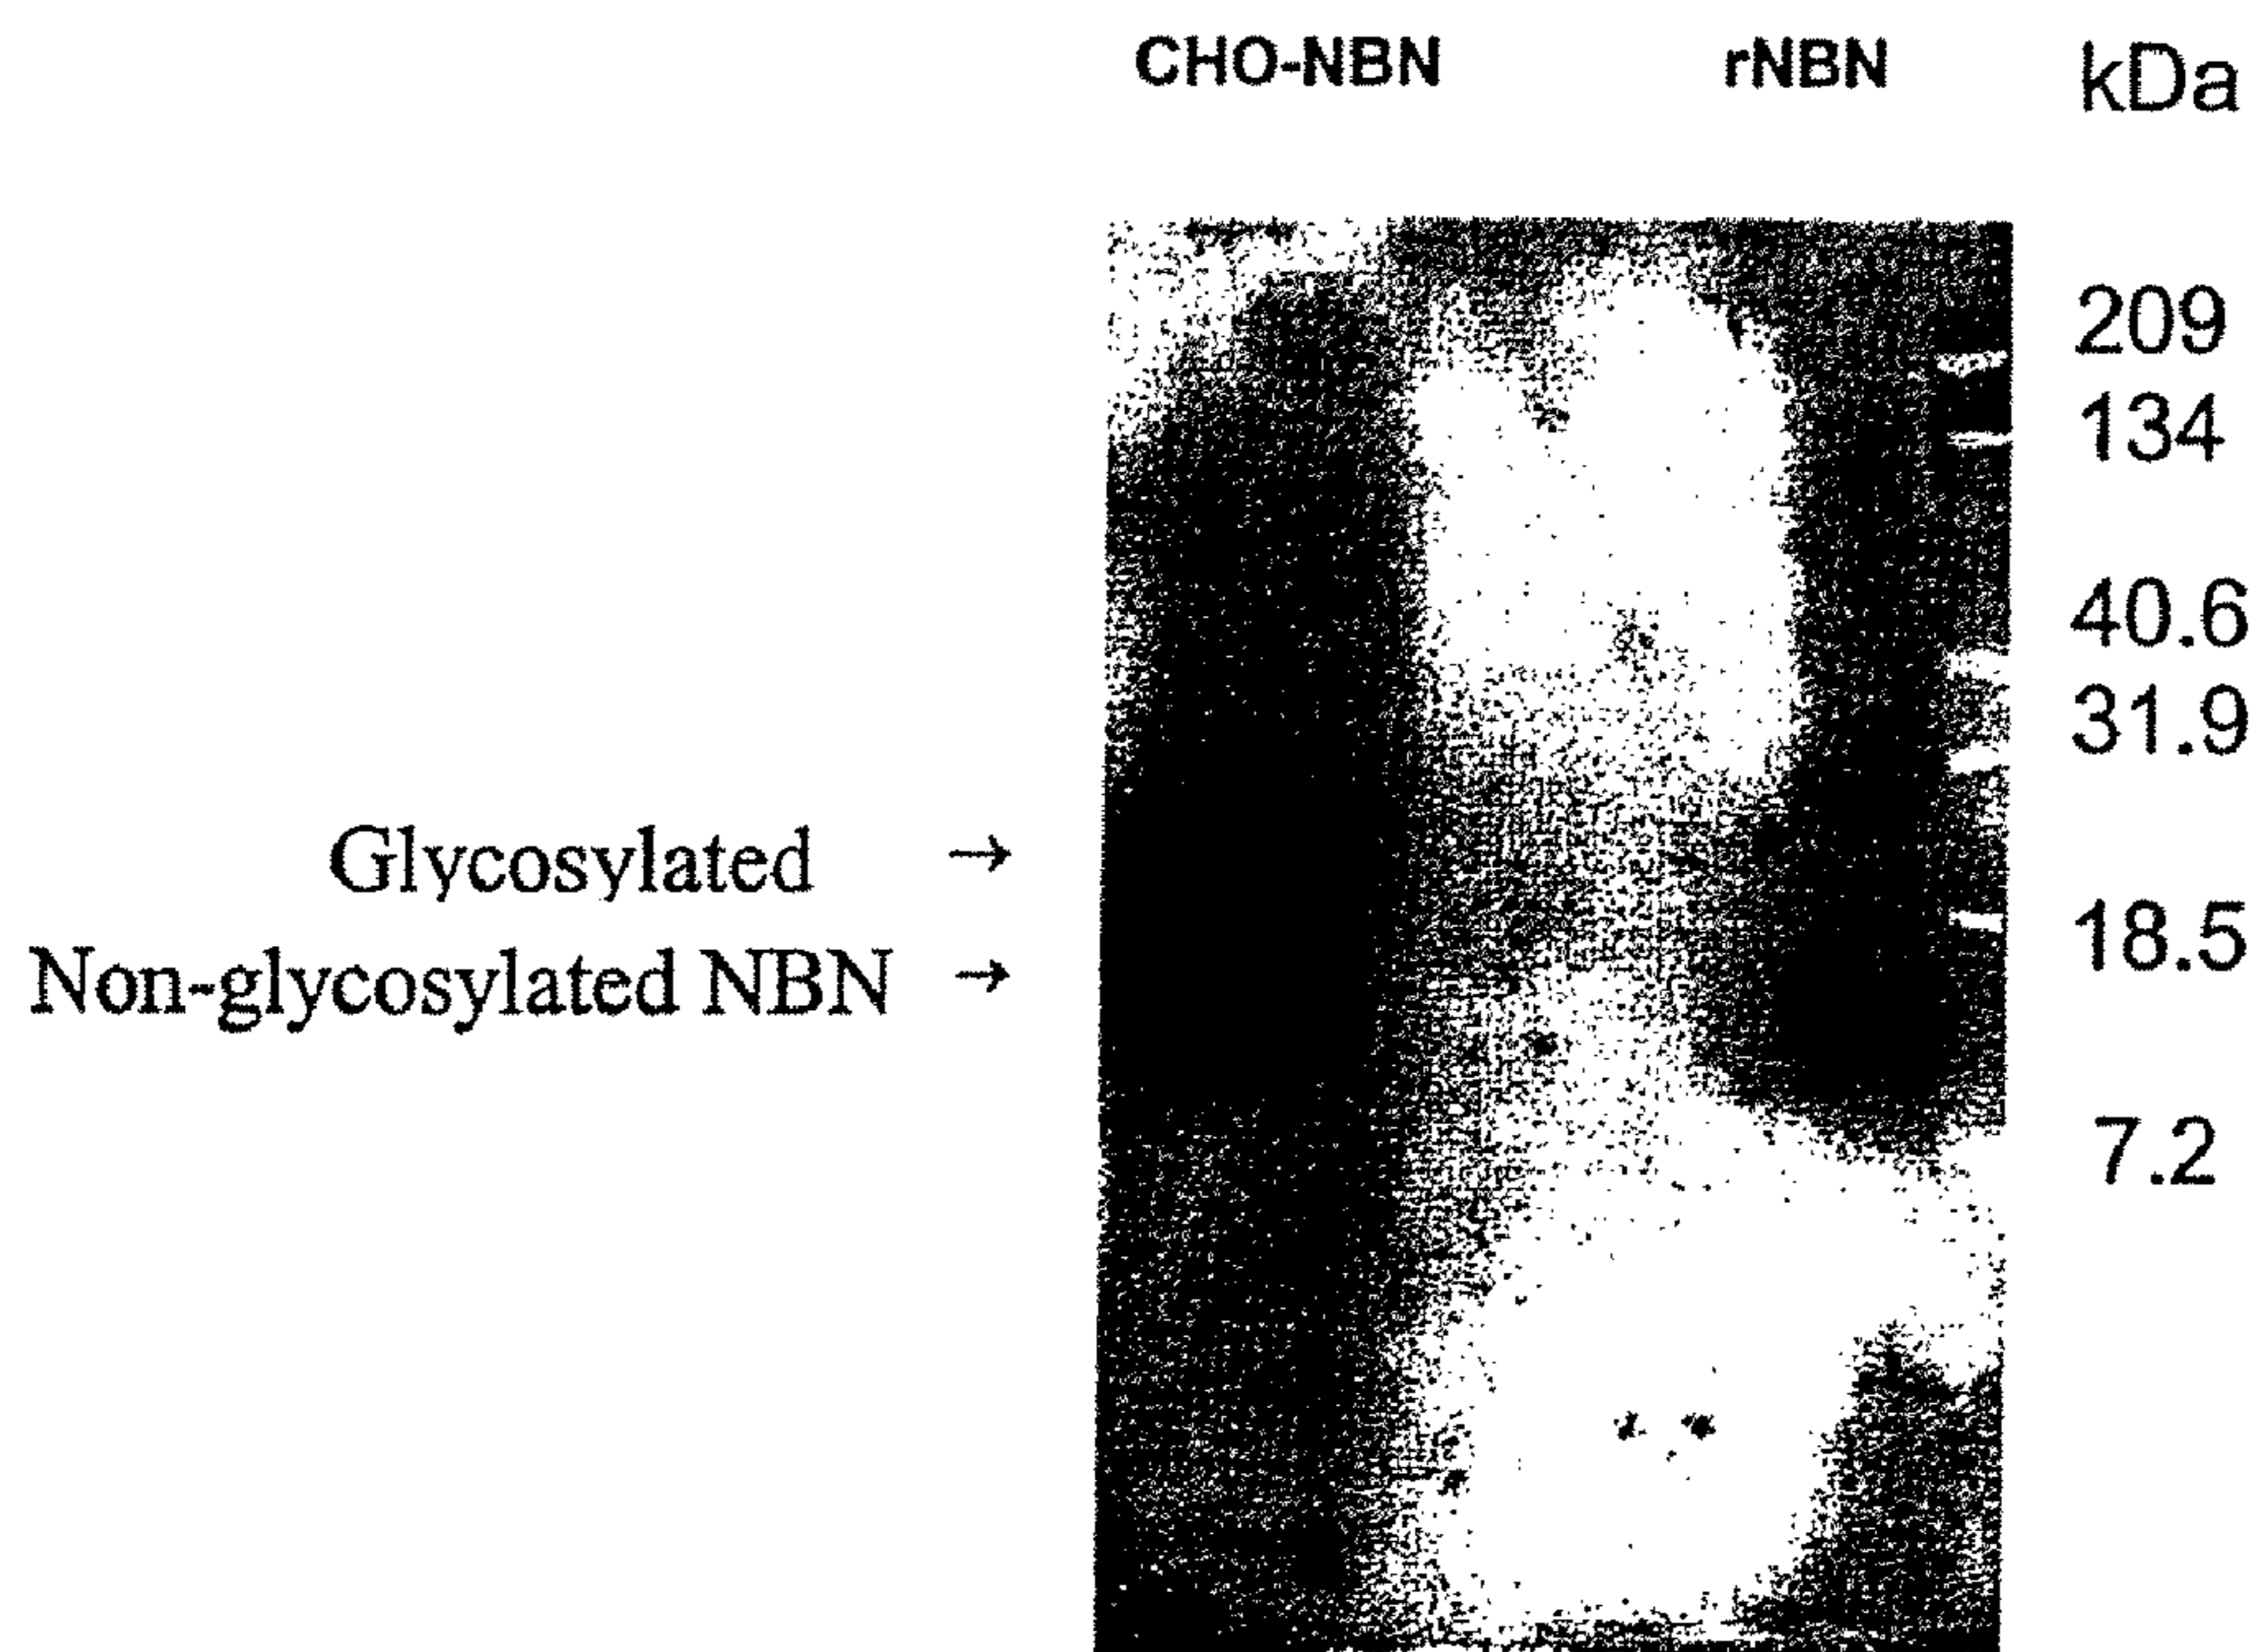 CHO-NBN rNBN kDa
209
134
40.6
31.9
Glycosylated →
18.5
Non-glycosylated NBN →
7.2